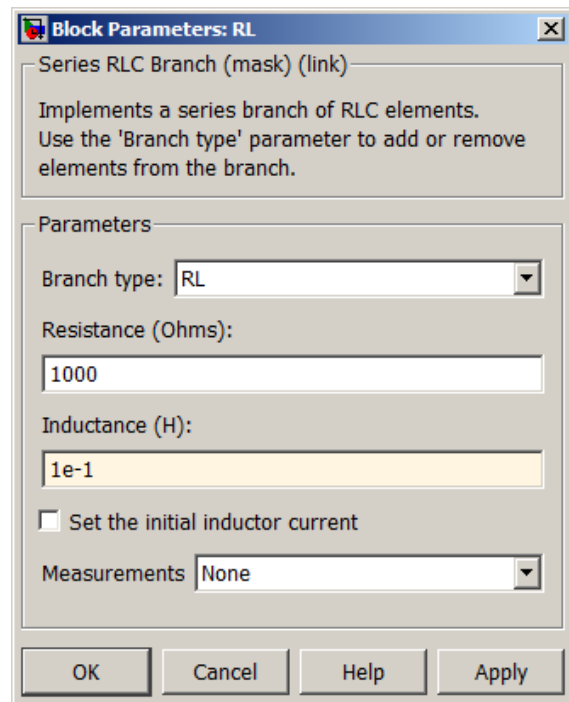 Block Parameters: RL
Series RLC Branch (mask) (link)
Implements a series branch of RLC elements.
Use the 'Branch type' parameter to add or remove
elements from the branch.
Parameters
Branch type: RL
Resistance (Ohms):
1000
Inductance (H):
1e-1
Set the initial inductor current
Measurements None
OK Cancel Help Apply